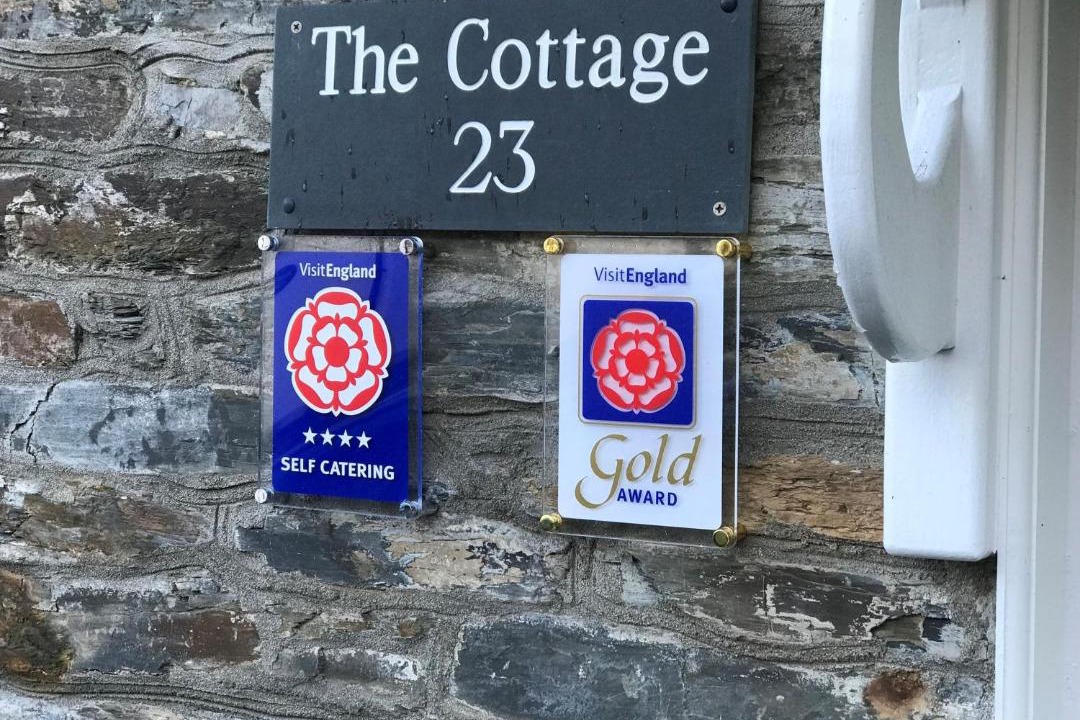 The Cottage
23
VisitEngland
★★★★
SELF CATERING
VisitEngland
Gold
AWARD